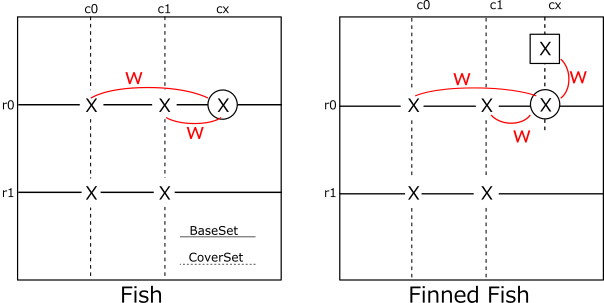 c0 c1 cx
W X
r0 X X X
W
r1 X X
BaseSet
CoverSet
Fish
c0 c1 cx
X
W W
r0 X X X
W
r1 X X
Finned Fish